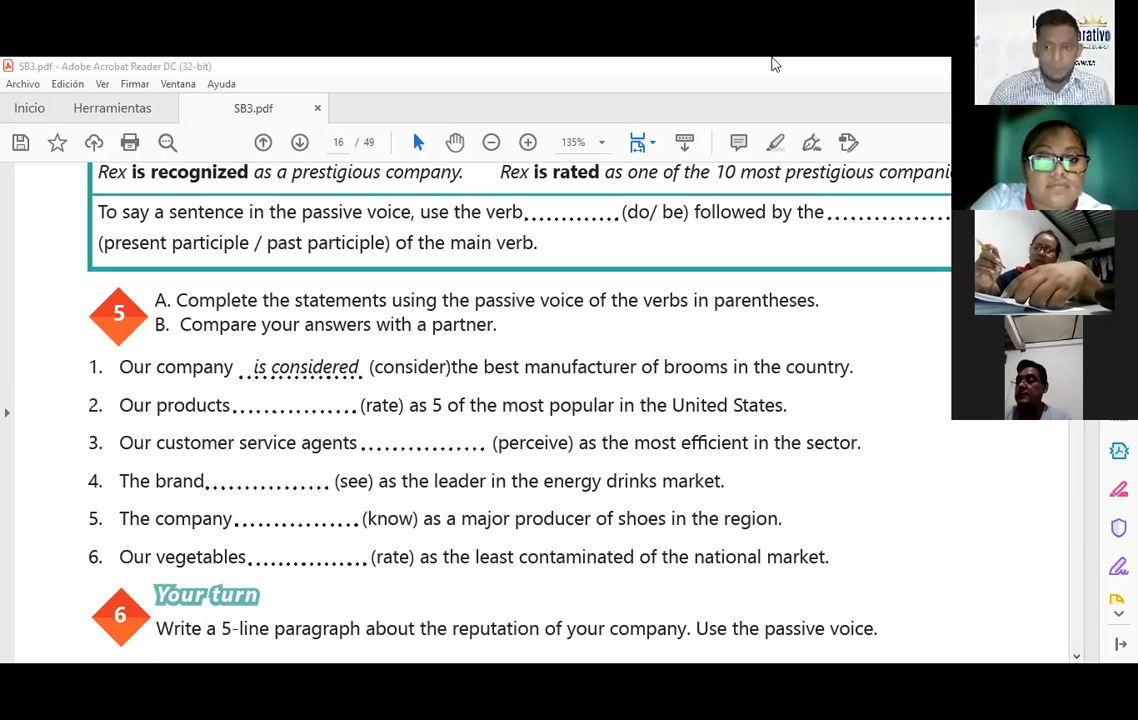 SB3.pdf - Adobe Acrobat Reader DC (32-bit)
Archivo Edición Ver Firmar Ventana Ayuda
Inicio Herramientas SB3.pdf ×
16 / 49 135%
Rex is recognized as a prestigious company. Rex is rated as one of the 10 most prestigious
To say a sentence in the passive voice, use the verb............(do/ be) followed by the ................
(present participle / past participle) of the main verb.
5
A. Complete the statements using the passive voice of the verbs in parentheses.
B. Compare your answers with a partner.
1. Our company is considered (consider)the best manufacturer of brooms in the country.
2. Our products................(rate) as 5 of the most popular in the United States.
3. Our customer service agents................ (perceive) as the most efficient in the sector.
4. The brand................ (see) as the leader in the energy drinks market.
5. The company................(know) as a major producer of shoes in the region.
6. Our vegetables................(rate) as the least contaminated of the national market.
Your turn
6
Write a 5-line paragraph about the reputation of your company. Use the passive voice.